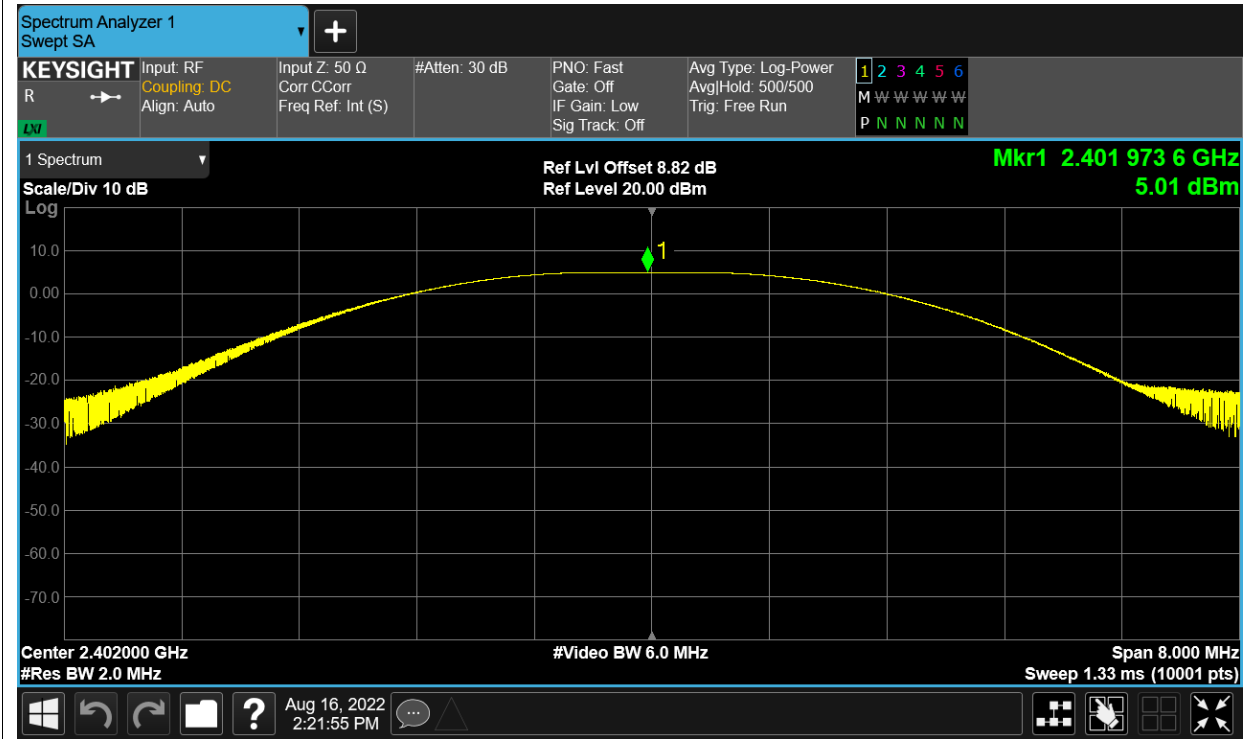 Spectrum Analyzer 1
Swept SA
+
KEYSIGHT
R
LXI
Input: RF
Coupling: DC
Align: Auto
Input Z: 50 Ω
Corr CCorr
Freq Ref: Int (S)
#Atten: 30 dB
PNO: Fast
Gate: Off
IF Gain: Low
Sig Track: Off
Avg Type: Log-Power
Avg|Hold: 500/500
Trig: Free Run
1 2 3 4 5 6
M W W W W W
P N N N N N
1 Spectrum
Scale/Div 10 dB
Log
Ref Lvl Offset 8.82 dB
Ref Level 20.00 dBm
Mkr1 2.401 973 6 GHz
5.01 dBm
1
10.0
0.00
-10.0
-20.0
-30.0
-40.0
-50.0
-60.0
-70.0
Center 2.402000 GHz
#Res BW 2.0 MHz
#Video BW 6.0 MHz
Span 8.000 MHz
Sweep 1.33 ms (10001 pts)
?
Aug 16, 2022
2:21:55 PM